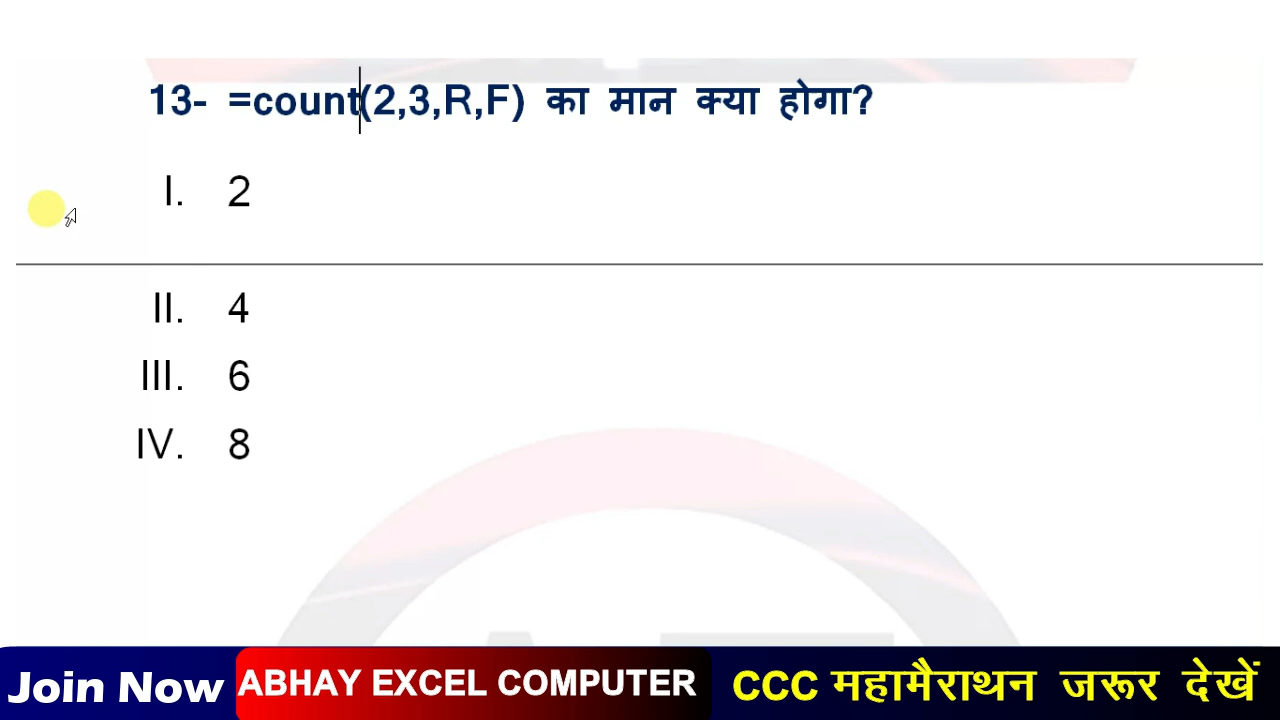 13- =count(2,3,R,F) का मान क्या होगा?
I. 2
II. 4
III. 6
IV. 8
Join Now ABHAY EXCEL COMPUTER CCC महामैराथन जरूर देखें